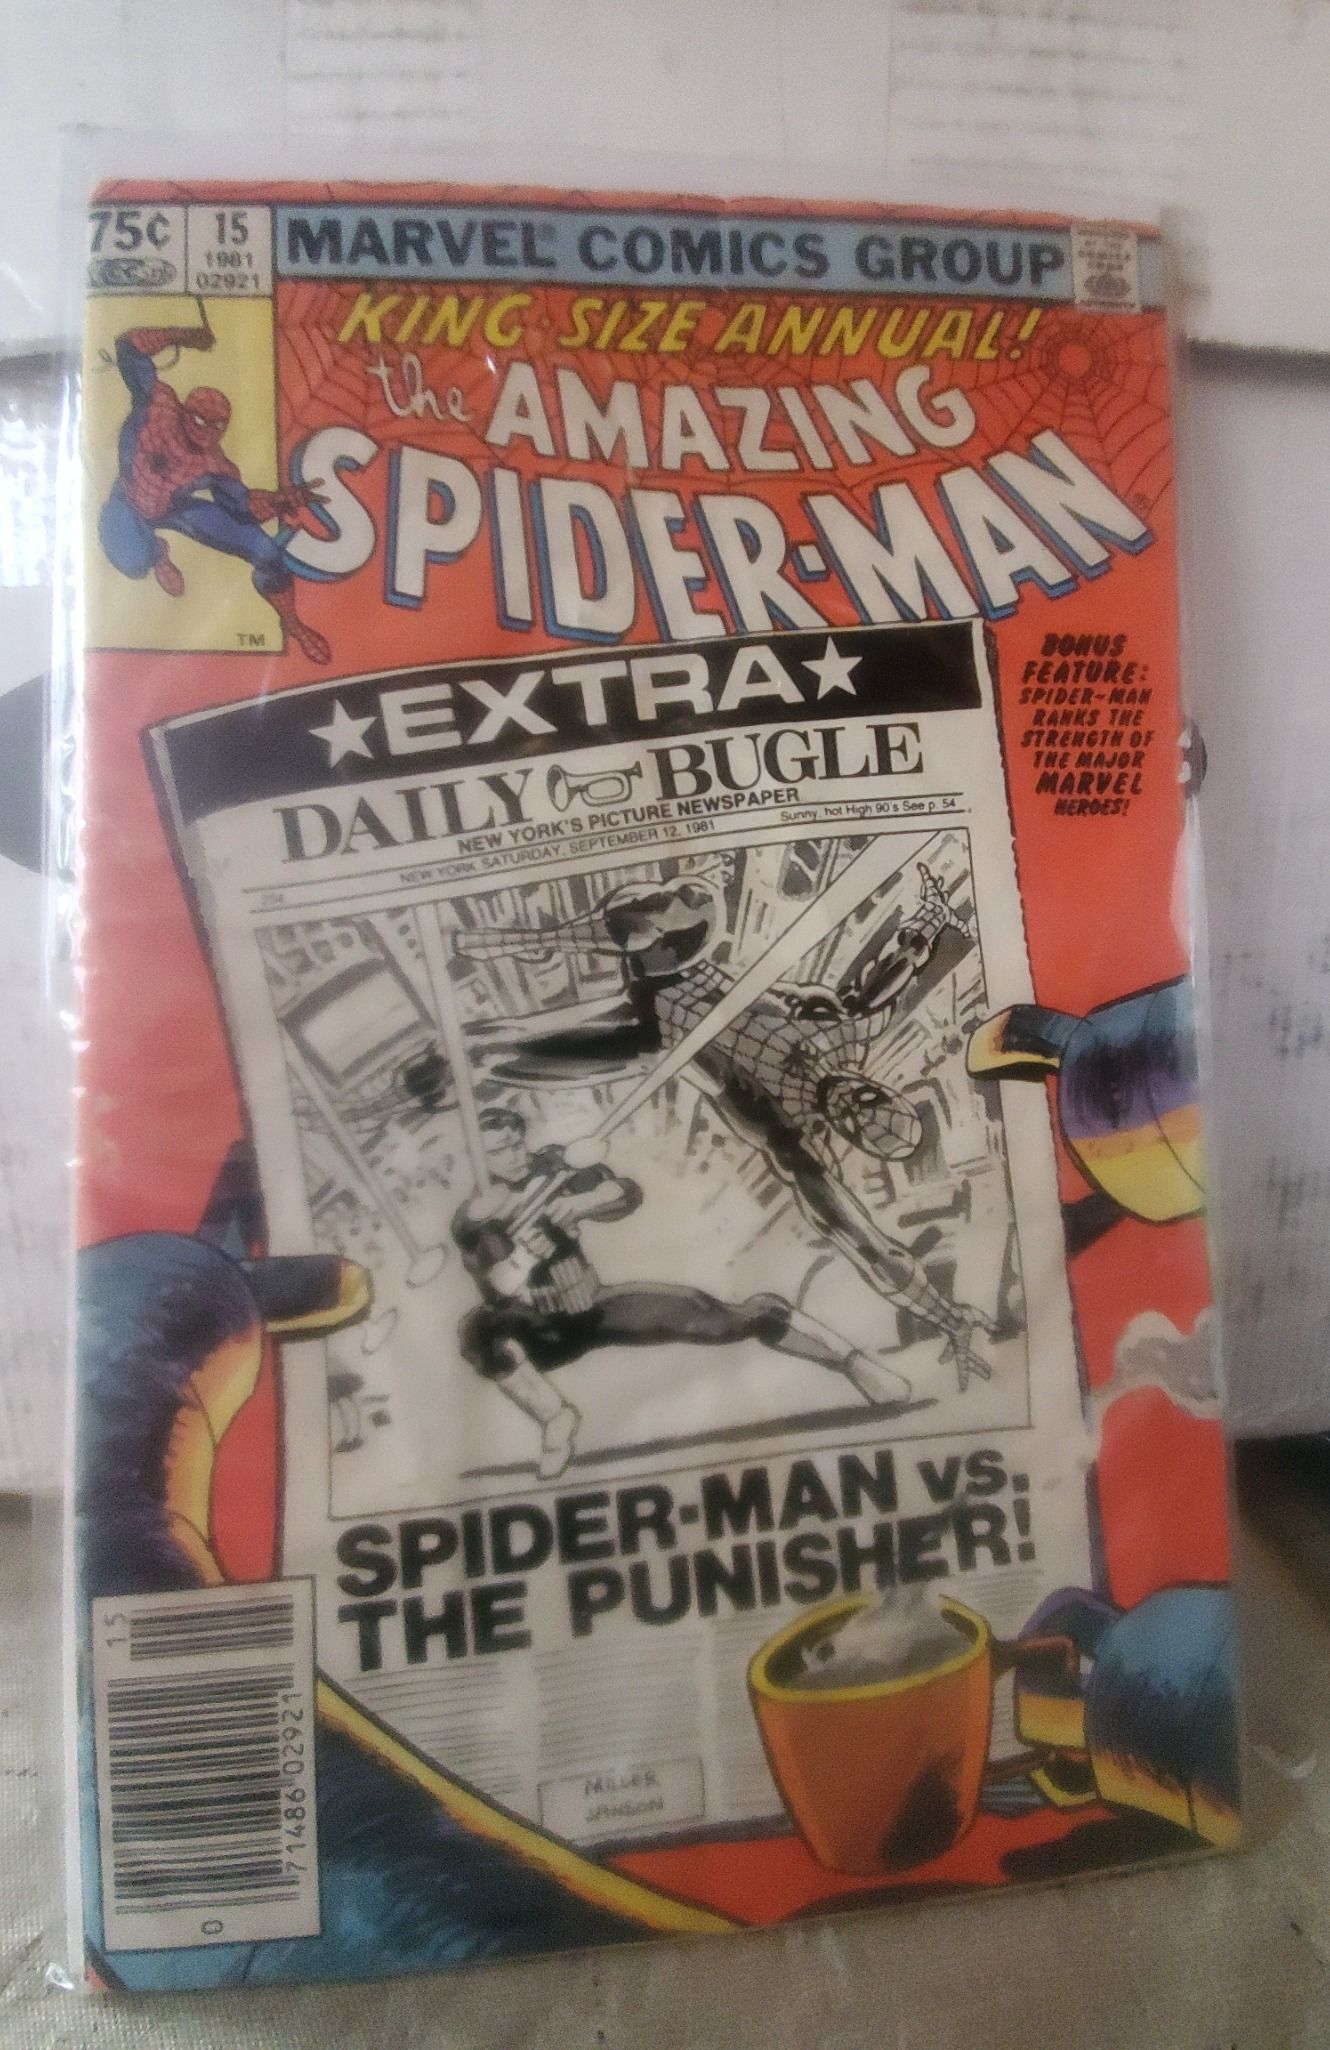 75¢
15
1981
02921
MARVEL® COMICS GROUP
KING-SIZE ANNUAL!
the AMAZING
SPIDER-MAN®
TM
BONUS
FEATURE:
SPIDER-MAN
RANKS THE
STRENGTH OF
THE MAJOR
MARVEL
HEROES!
★EXTRA★
DAILY BUGLE
NEW YORK'S PICTURE NEWSPAPER
NEW YORK SATURDAY, SEPTEMBER 12, 1981
Sunny, hot High 90's See p. 54
25¢
SPIDER-MAN vs.
THE PUNISHER!
MILLER
JANSON
15
0 71486 02921